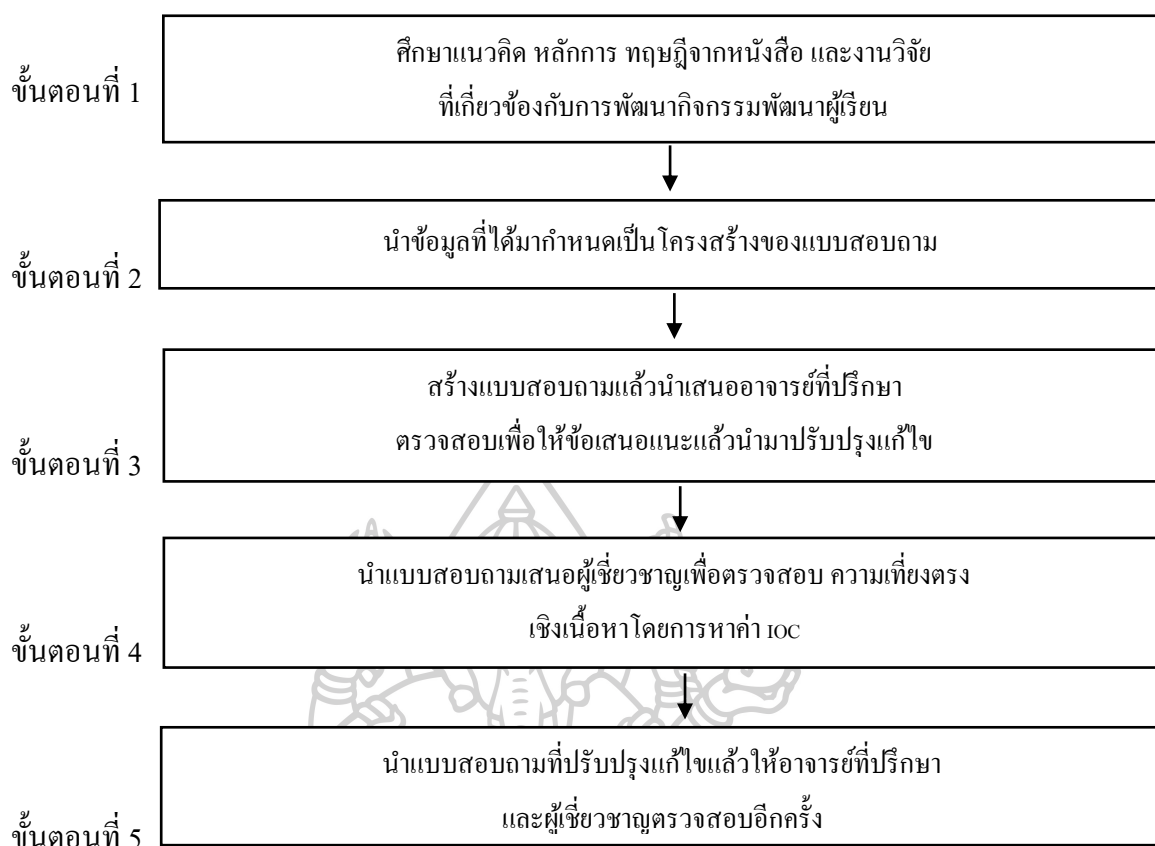 ขั้นตอนที่ 1
ศึกษาแนวคิด หลักการ ทฤษฎีจากหนังสือ และงานวิจัย
ที่เกี่ยวข้องกับการพัฒนากิจกรรมพัฒนาผู้เรียน
ขั้นตอนที่ 2
นำข้อมูลที่ได้มากำหนดเป็นโครงสร้างของแบบสอบถาม
ขั้นตอนที่ 3
สร้างแบบสอบถามแล้วนำเสนออาจารย์ที่ปรึกษา
ตรวจสอบเพื่อให้ข้อเสนอแนะแล้วนำมาปรับปรุงแก้ไข
ขั้นตอนที่ 4
นำแบบสอบถามเสนอผู้เชี่ยวชาญเพื่อตรวจสอบ ความเที่ยงตรง
เชิงเนื้อหาโดยการหาค่า IOC
ขั้นตอนที่ 5
นำแบบสอบถามที่ปรับปรุงแก้ไขแล้วให้อาจารย์ที่ปรึกษา
และผู้เชี่ยวชาญตรวจสอบอีกครั้ง